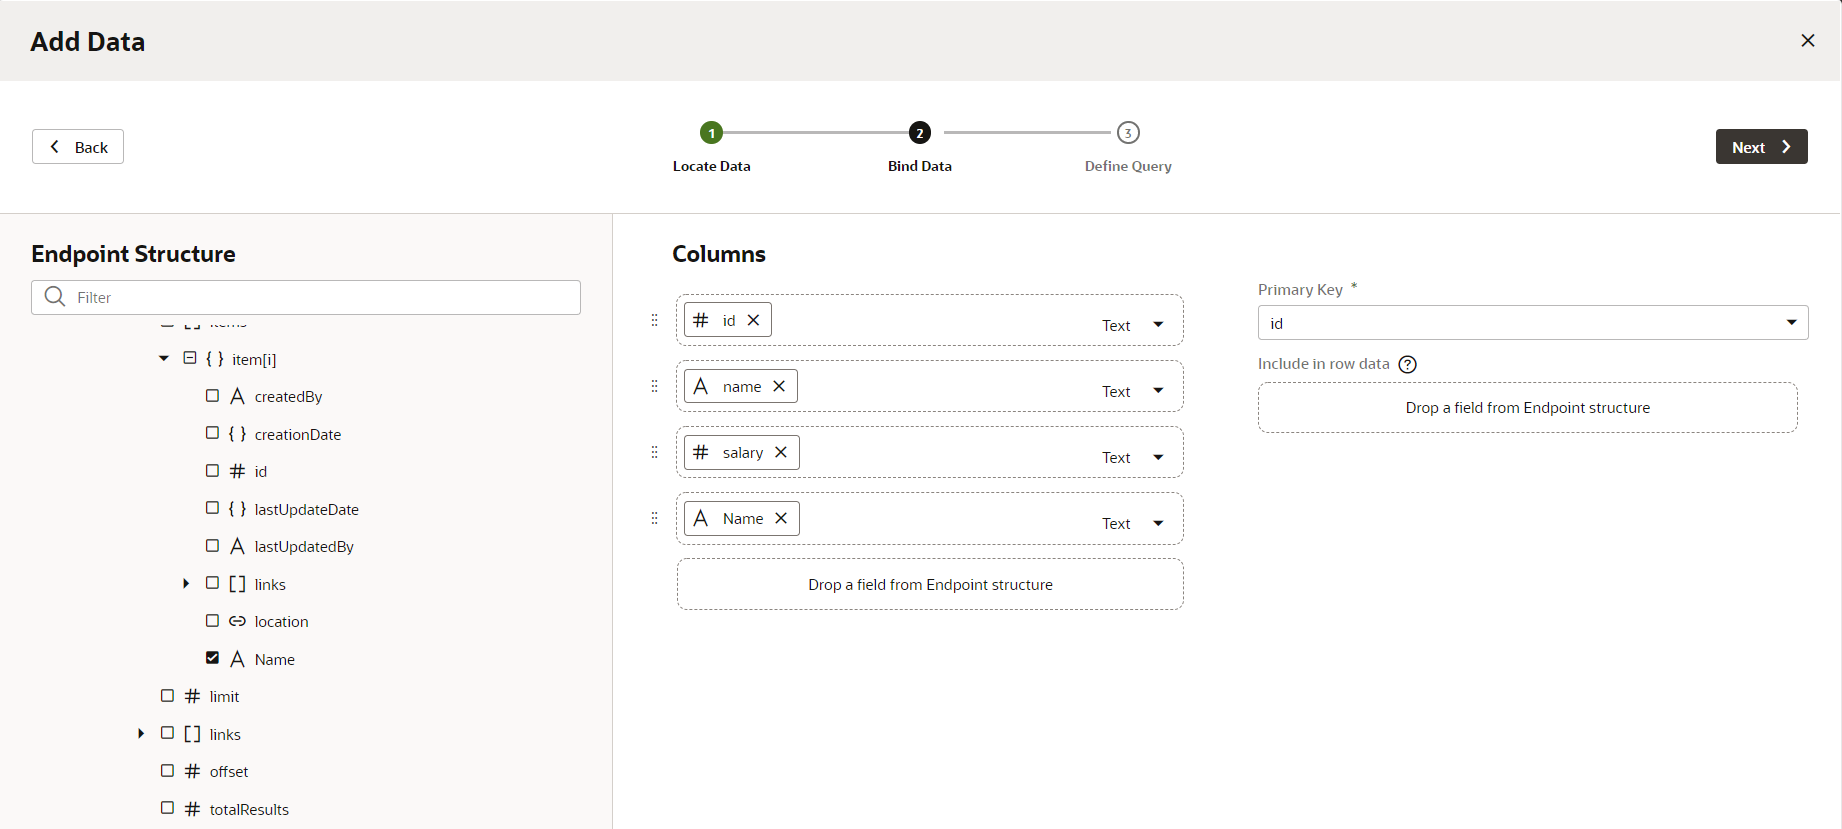 Add Data
Back
1
2
3
Locate Data
Bind Data
Define Query
Next
Endpoint Structure
Filter
items
item[i]
createdBy
creationDate
# id
lastUpdateDate
lastUpdatedBy
links
location
Name
# limit
links
# offset
# totalResults
Columns
# id
Text
name
Text
# salary
Text
Name
Text
Drop a field from Endpoint structure
Primary Key *
id
Include in row data ?
Drop a field from Endpoint structure